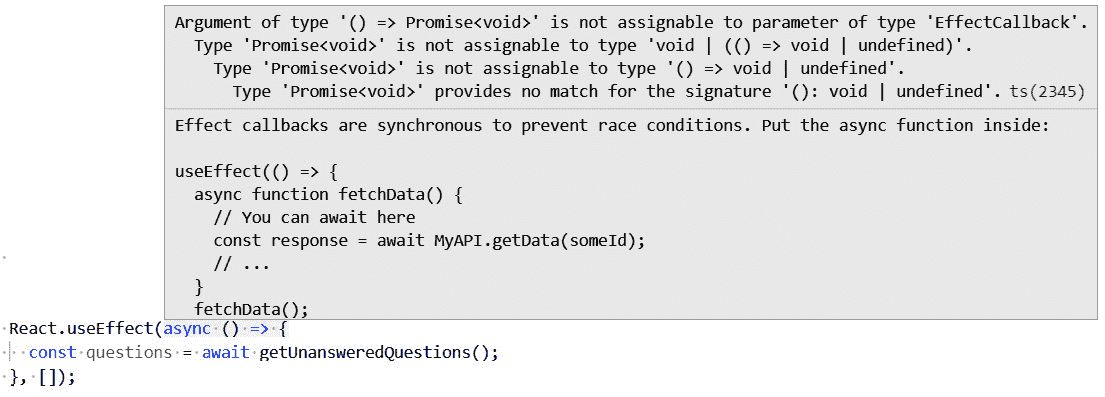 Argument of type '() => Promise<void>' is not assignable to parameter of type 'EffectCallback'.
  Type 'Promise<void>' is not assignable to type 'void | (() => void | undefined)'.
    Type 'Promise<void>' is not assignable to type '() => void | undefined'.
      Type 'Promise<void>' provides no match for the signature '(): void | undefined'. ts(2345)
Effect callbacks are synchronous to prevent race conditions. Put the async function inside:
useEffect(() => {
  async function fetchData() {
    // You can await here
    const response = await MyAPI.getData(someId);
    // ...
  }
  fetchData();
React.useEffect(async () => {
  const questions = await getUnansweredQuestions();
}, []);